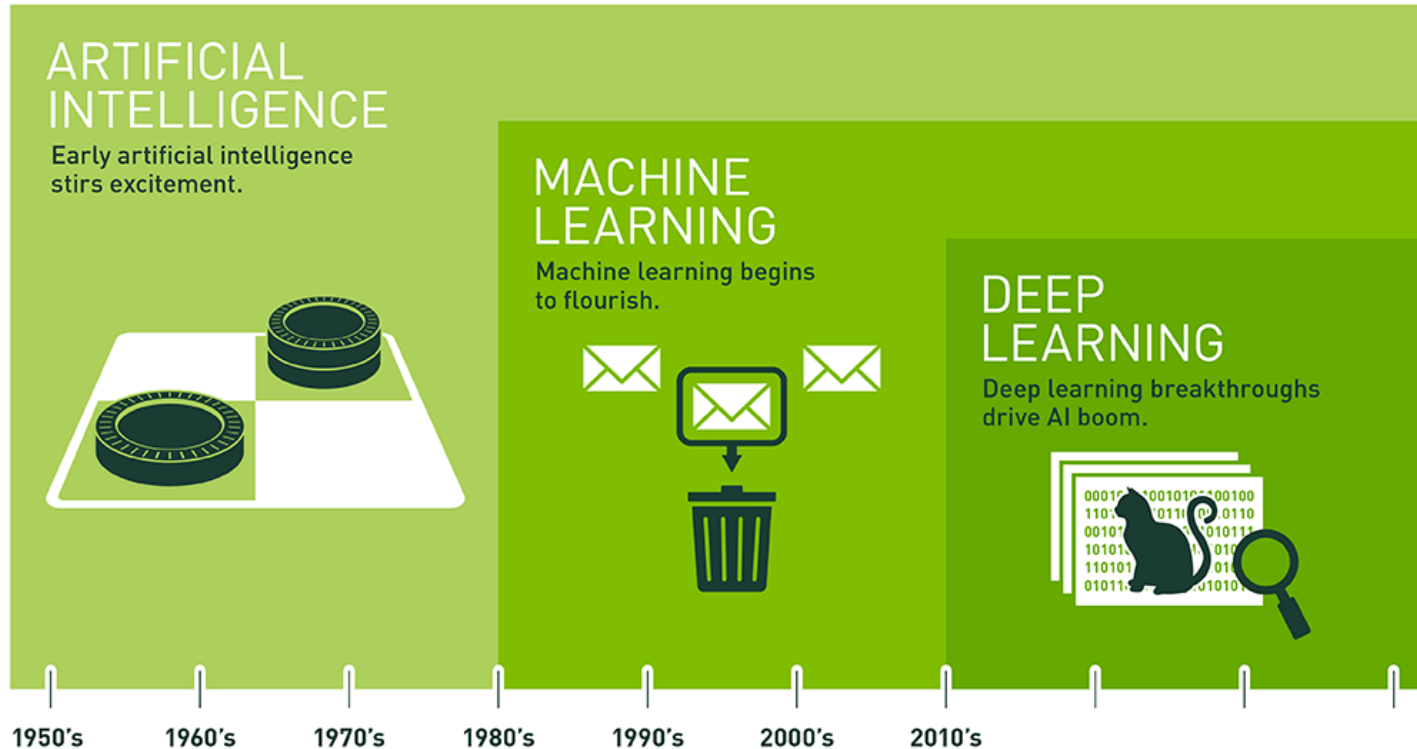 ARTIFICIAL
INTELLIGENCE
Early artificial intelligence
stirs excitement.
MACHINE
LEARNING
Machine learning begins
to flourish.
DEEP
LEARNING
Deep learning breakthroughs
drive AI boom.
1950's
1960's
1970's
1980's
1990's
2000's
2010's